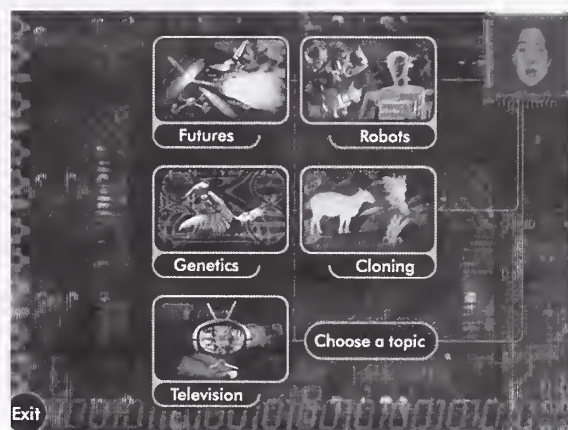 Futures
Robots
Genetics
Cloning
Television
Choose a topic
Exit